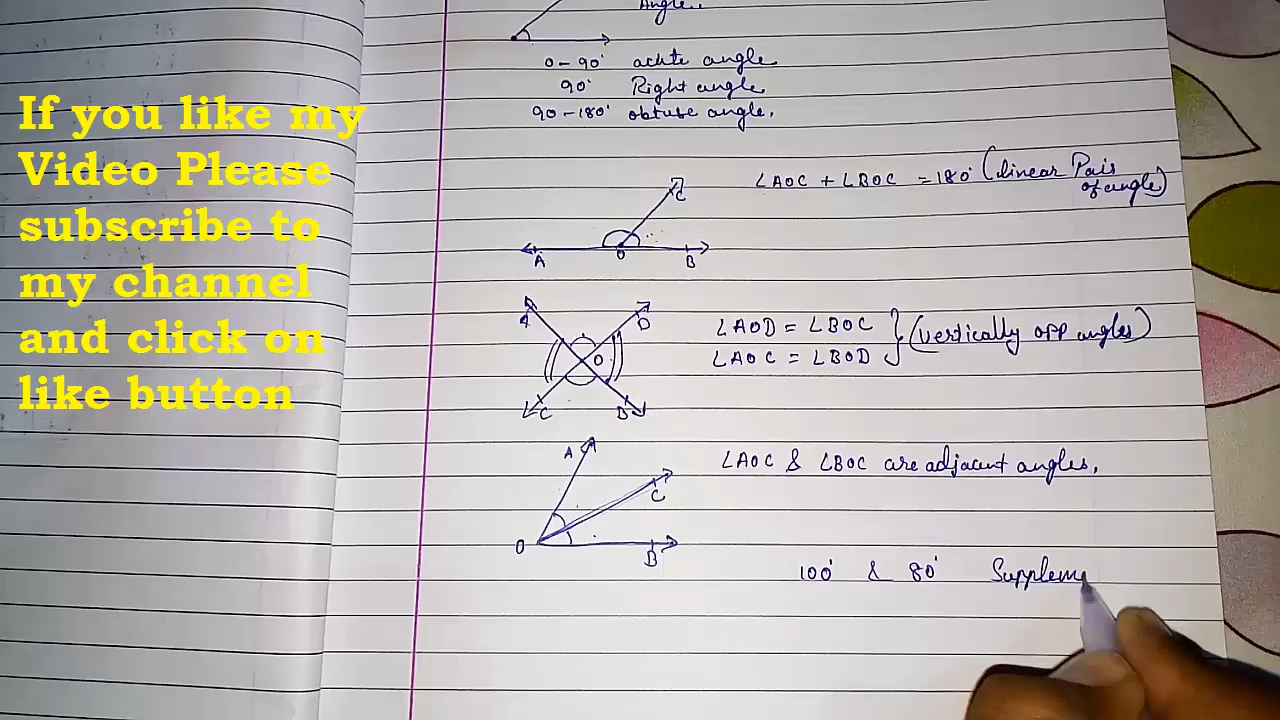 If you like my
Video Please
subscribe to
my channel
and click on
like button
Angle.
0-90° acute angle
90° Right angle
90-180° obtuse angle.
∠AOC + ∠BOC = 180° (linear Pair
of angle)
C
A O B
∠AOD = ∠BOC } (vertically opp angles)
∠AOC = ∠BOD
A D
O
C B
∠AOC & ∠BOC are adjacent angles.
A
C
O B
100° & 80° Supplem